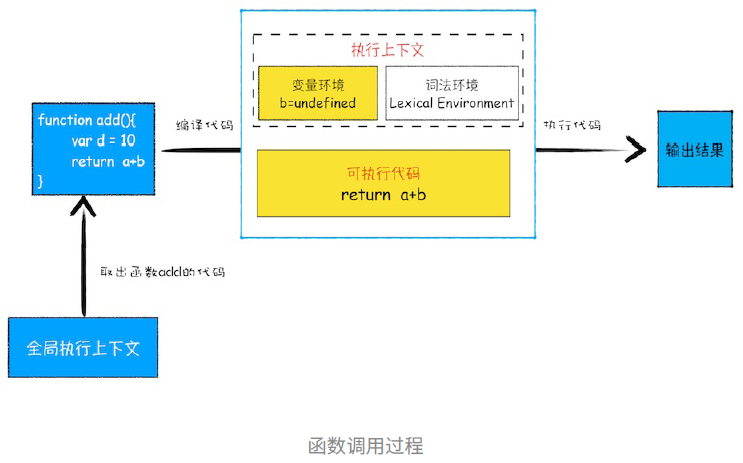 执行上下文
变量环境
b=undefined
词法环境
Lexical Environment
function add(){
var d = 10
return a+b
}
编译代码
执行代码
输出结果
可执行代码
return a+b
取出函数add的代码
全局执行上下文
函数调用过程